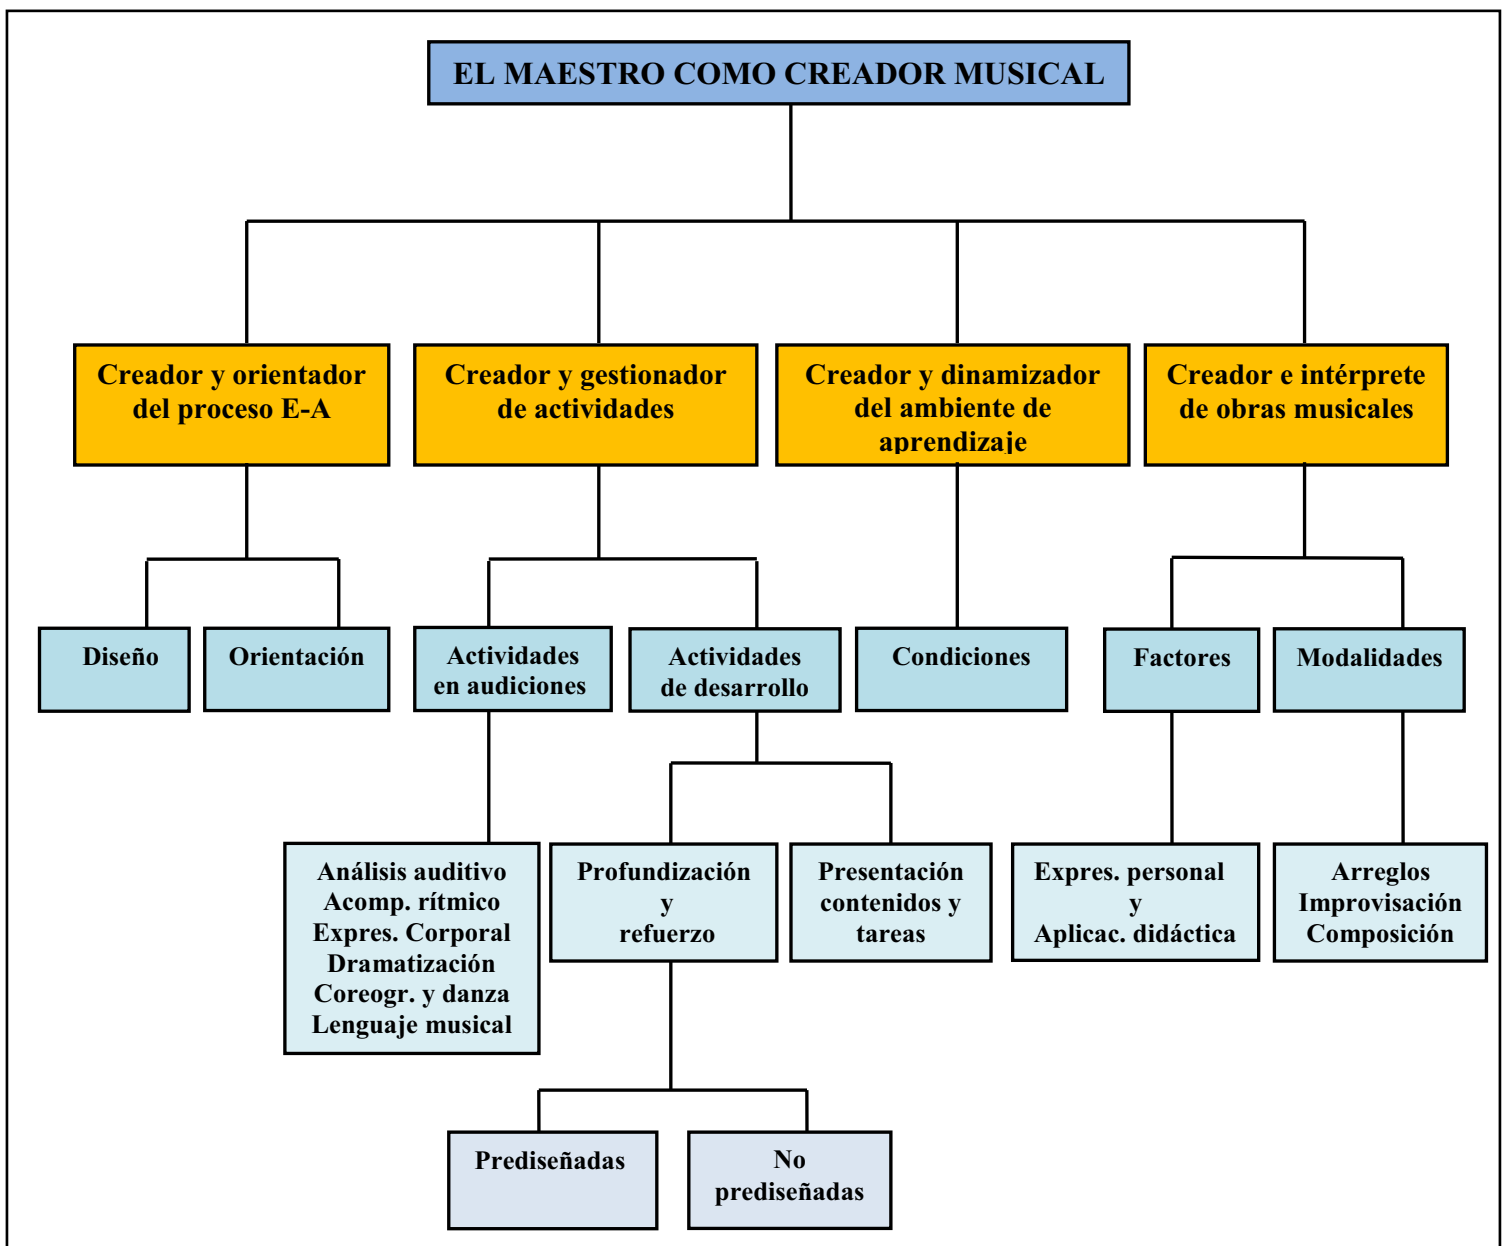 EL MAESTRO COMO CREADOR MUSICAL
Creador y orientador
del proceso E-A
Creador y gestionador
de actividades
Creador y dinamizador
del ambiente de
aprendizaje
Creador e intérprete
de obras musicales
Diseño
Orientación
Actividades
en audiciones
Actividades
de desarrollo
Condiciones
Factores
Modalidades
Análisis auditivo
Acomp. rítmico
Expres. Corporal
Dramatización
Coreogr. y danza
Lenguaje musical
Profundización
y
refuerzo
Presentación
contenidos y
tareas
Expres. personal
y
Aplicac. didáctica
Arreglos
Improvisación
Composición
Prediseñadas
No
prediseñadas